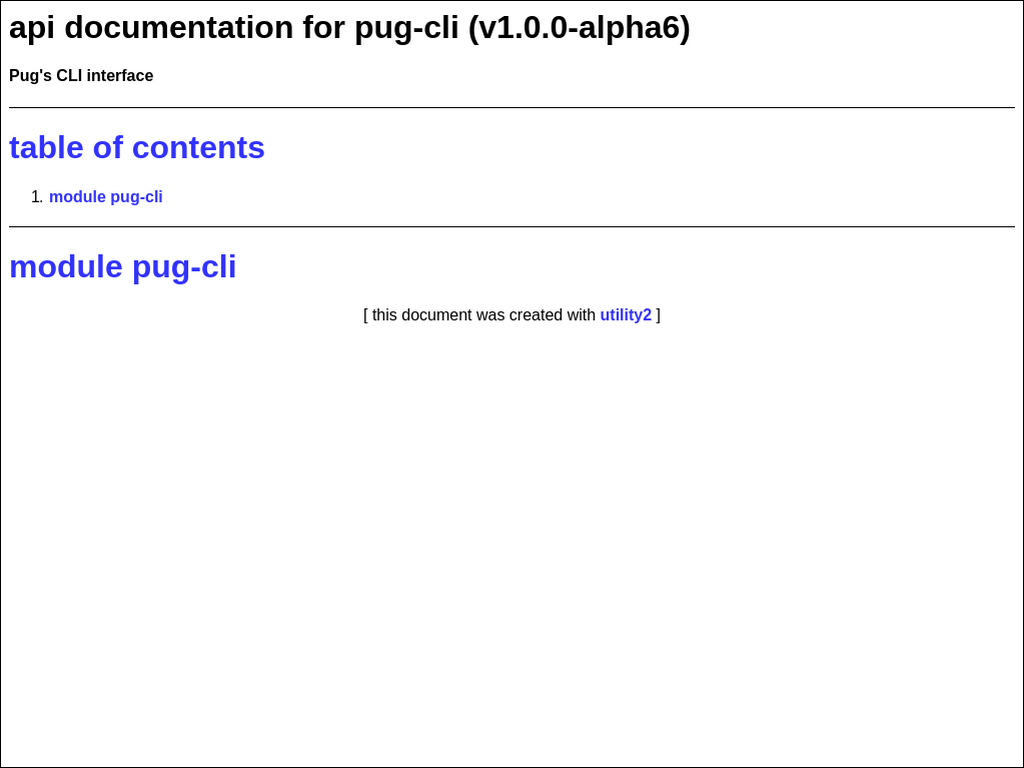 api documentation for pug-cli (v1.0.0-alpha6)
Pug's CLI interface
table of contents
1. module pug-cli
module pug-cli
[ this document was created with utility2 ]